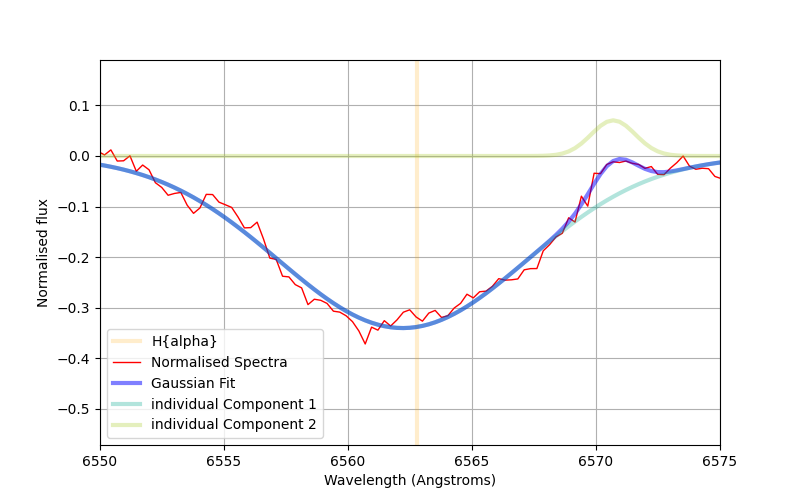 0.1
0.0
−0.1
−0.2
−0.3
−0.4
−0.5
Normalised flux
H{alpha}
Normalised Spectra
Gaussian Fit
individual Component 1
individual Component 2
6550 6555 6560 6565 6570 6575
Wavelength (Angstroms)